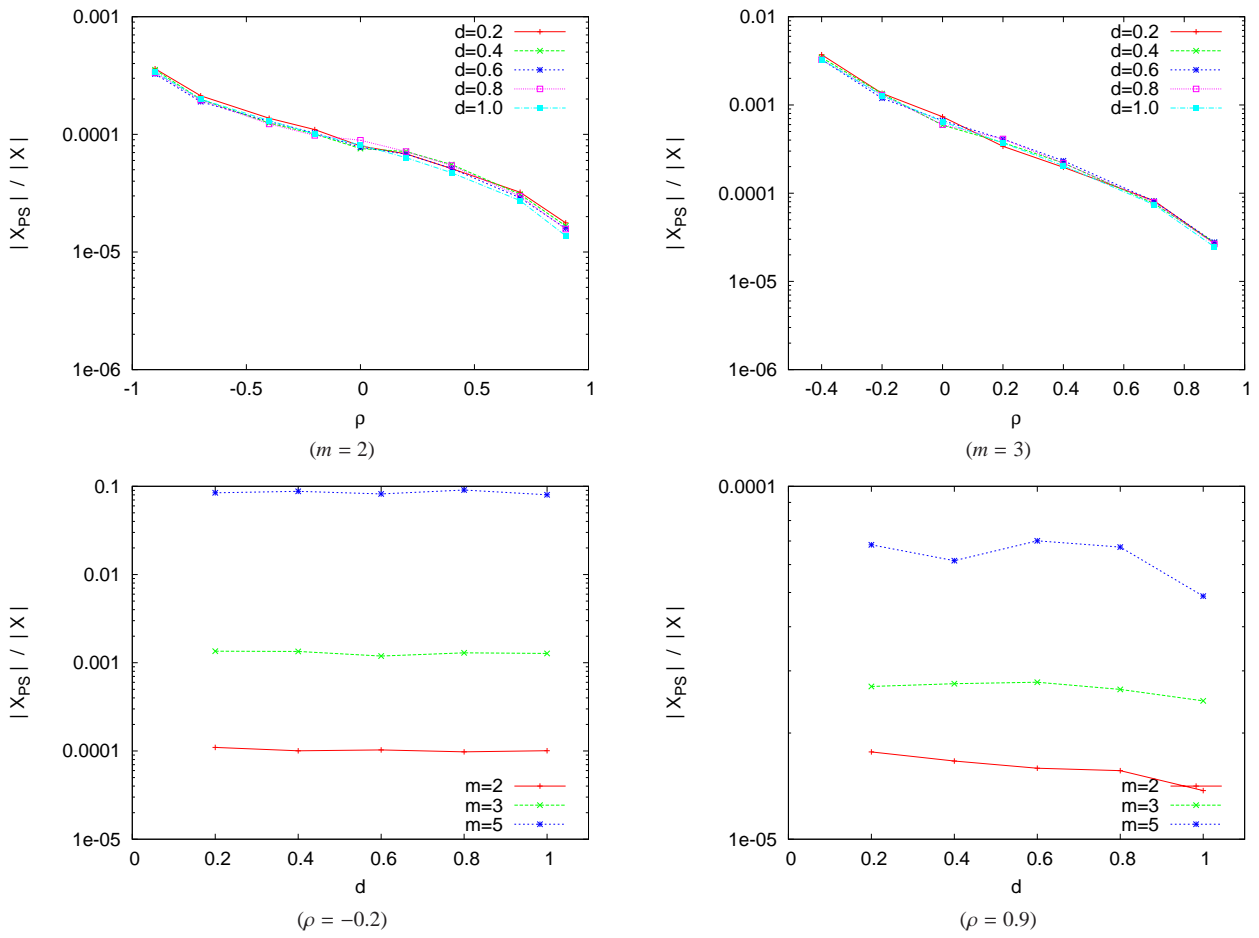 0.001
0.0001
1e-05
1e-06
| X_PS | / | X |
-1
-0.5
0
0.5
1
ρ
d=0.2
d=0.4
d=0.6
d=0.8
d=1.0
(m = 2)
0.01
0.001
0.0001
1e-05
1e-06
| X_PS | / | X |
-0.4
-0.2
0
0.2
0.4
0.6
0.8
1
ρ
d=0.2
d=0.4
d=0.6
d=0.8
d=1.0
(m = 3)
0.1
0.01
0.001
0.0001
1e-05
| X_PS | / | X |
0
0.2
0.4
0.6
0.8
1
d
m=2
m=3
m=5
(ρ = −0.2)
0.0001
1e-05
| X_PS | / | X |
0
0.2
0.4
0.6
0.8
1
d
m=2
m=3
m=5
(ρ = 0.9)